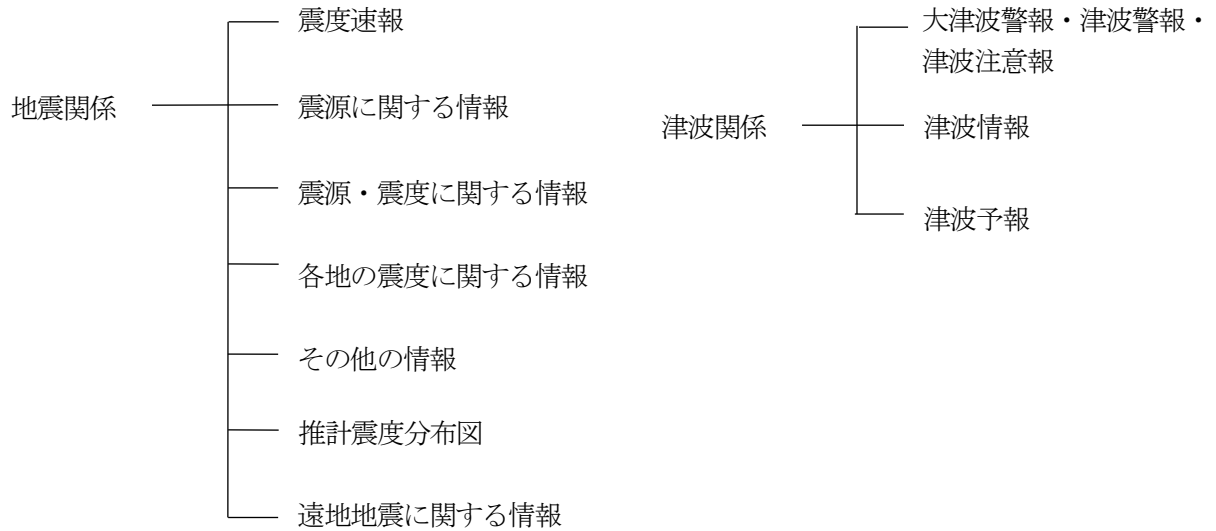 地震関係
震度速報
震源に関する情報
震源・震度に関する情報
各地の震度に関する情報
その他の情報
推計震度分布図
遠地地震に関する情報
津波関係
大津波警報・津波警報・
津波注意報
津波情報
津波予報